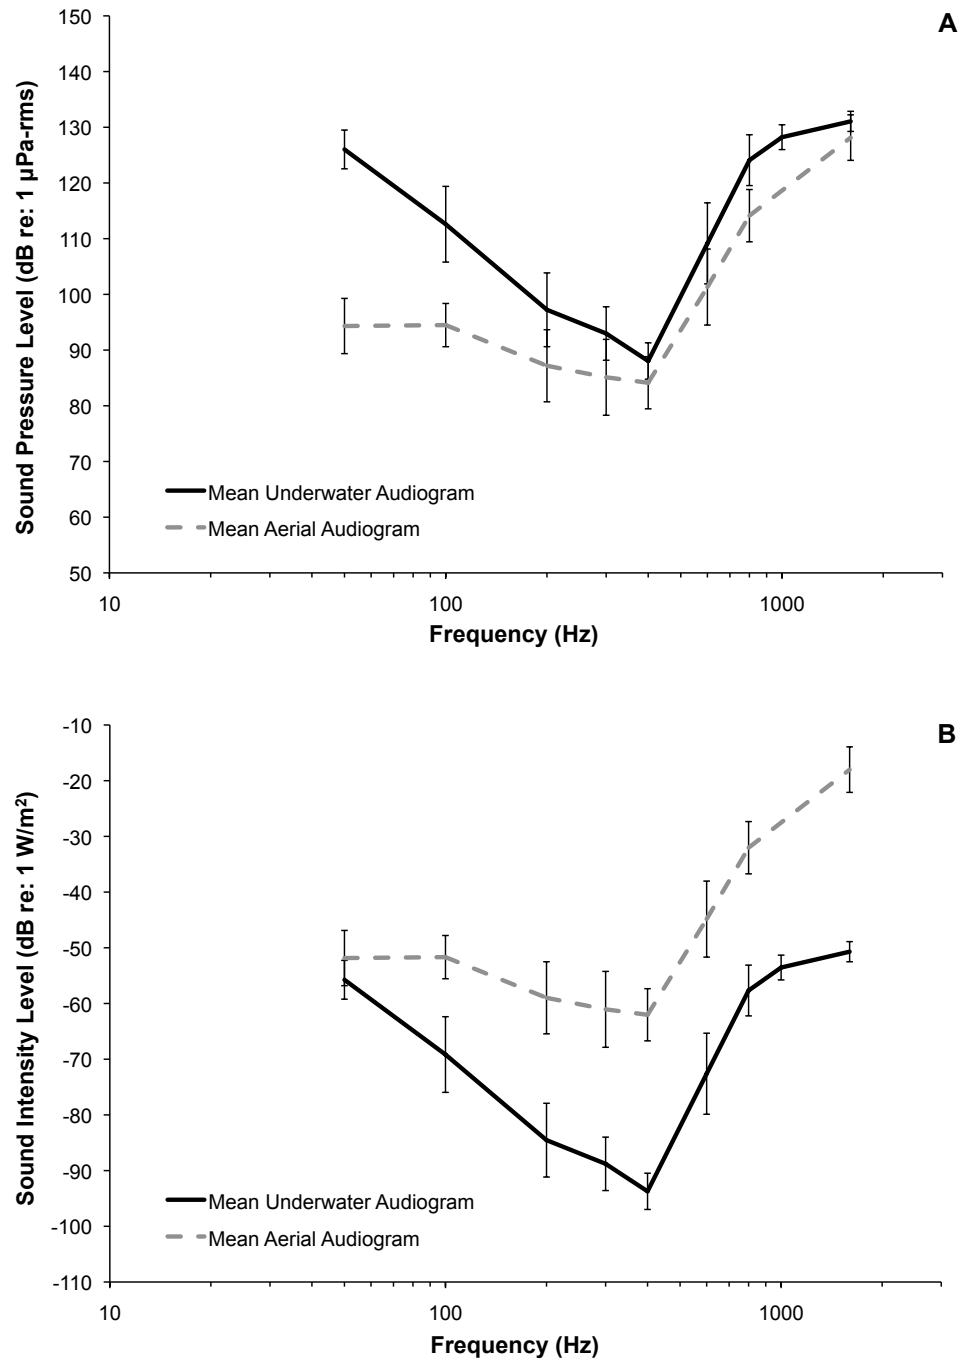 A
150
140
130
120
110
100
90
80
70
60
50
Sound Pressure Level (dB re: 1 μPa-rms)
Mean Underwater Audiogram
Mean Aerial Audiogram
10 100 1000
Frequency (Hz)
B
-10
-20
-30
-40
-50
-60
-70
-80
-90
-100
-110
Sound Intensity Level (dB re: 1 W/m²)
Mean Underwater Audiogram
Mean Aerial Audiogram
10 100 1000
Frequency (Hz)